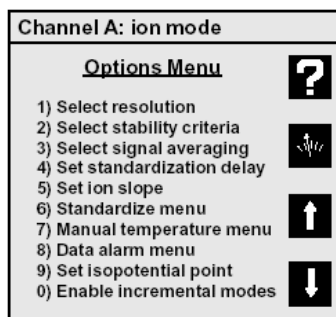 Channel A: ion mode
Options Menu
?
1) Select resolution
2) Select stability criteria
3) Select signal averaging
4) Set standardization delay
5) Set ion slope
6) Standardize menu
7) Manual temperature menu
8) Data alarm menu
9) Set isopotential point
0) Enable incremental modes